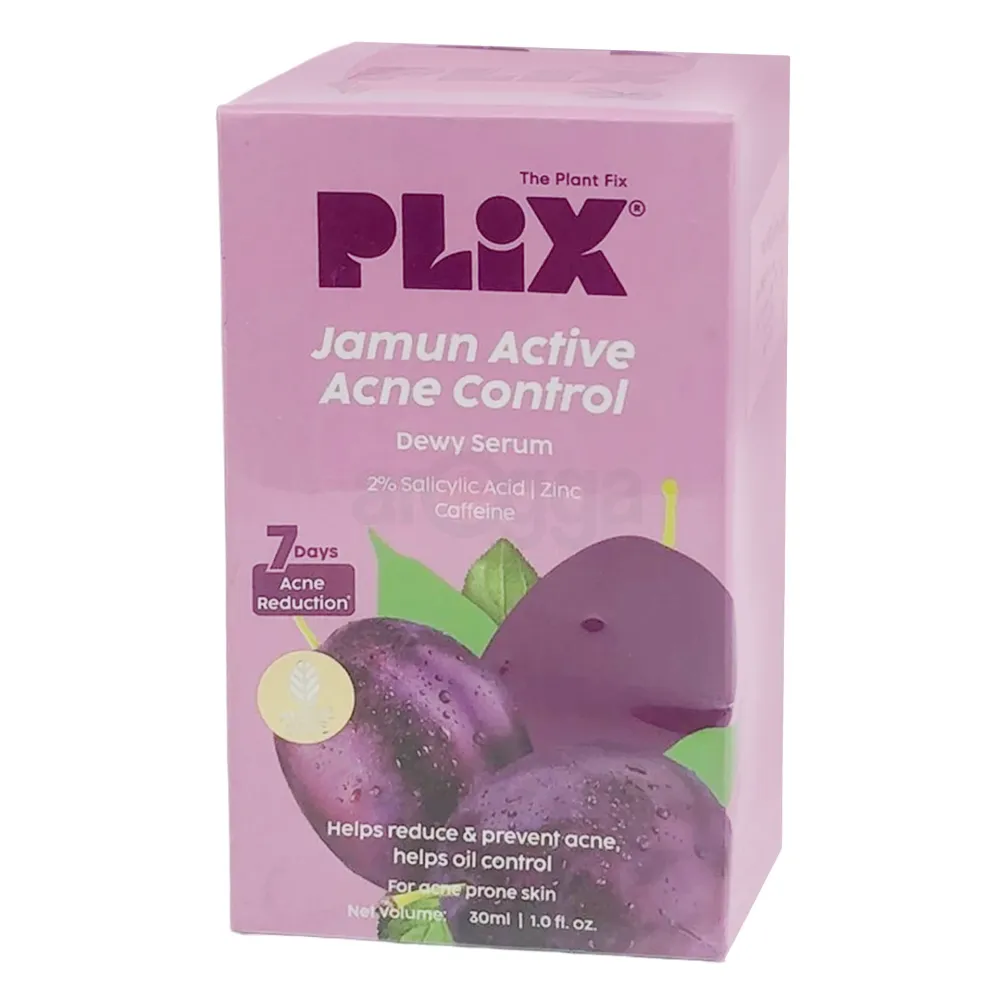 The Plant Fix
PLiX®
Jamun Active
Acne Control
Dewy Serum
2% Salicylic Acid | Zinc
Caffeine
arogga
7 Days
Acne
Reduction*
Helps reduce & prevent acne,
helps oil control
For acne prone skin
Net Volume: 30ml | 1.0 fl. oz.